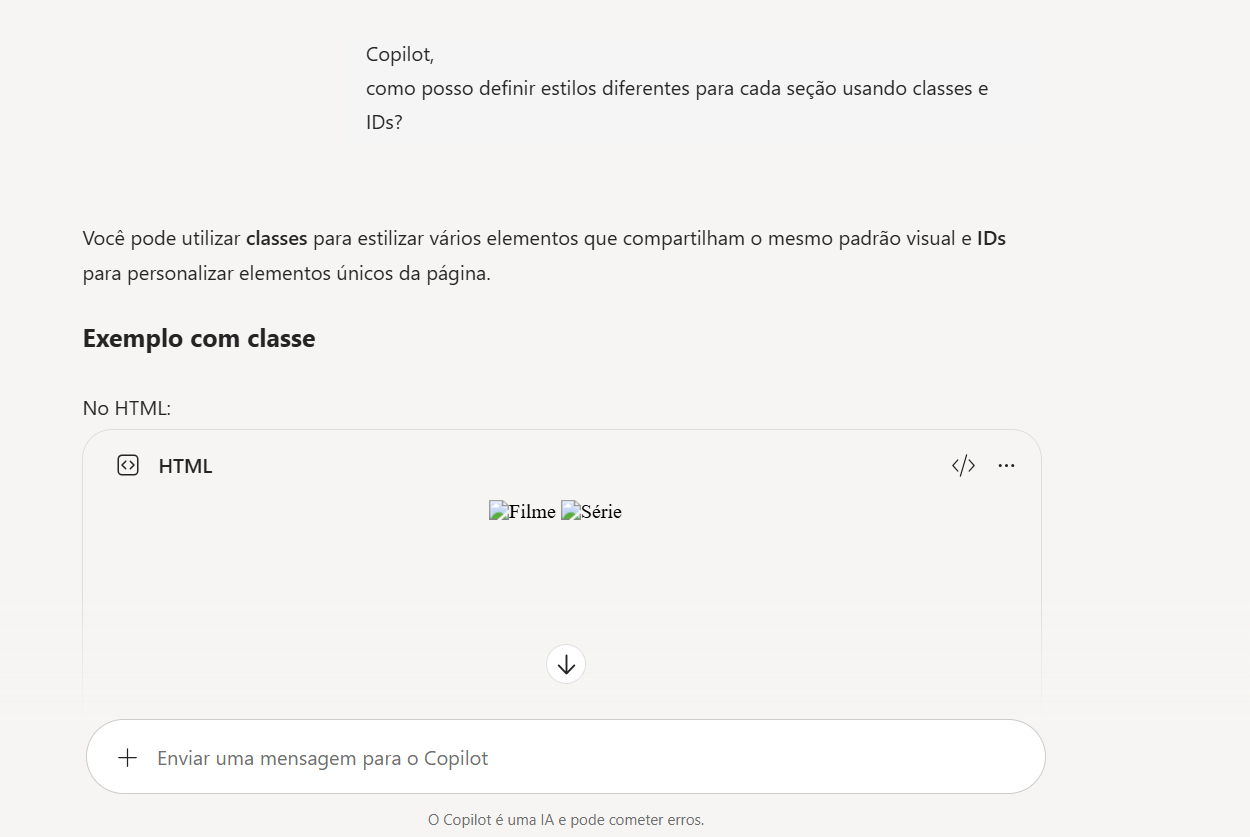 Copilot,
como posso definir estilos diferentes para cada seção usando classes e
IDs?
Você pode utilizar classes para estilizar vários elementos que compartilham o mesmo padrão visual e IDs
para personalizar elementos únicos da página.
Exemplo com classe
No HTML:
HTML
Filme Série
Enviar uma mensagem para o Copilot
O Copilot é uma IA e pode cometer erros.